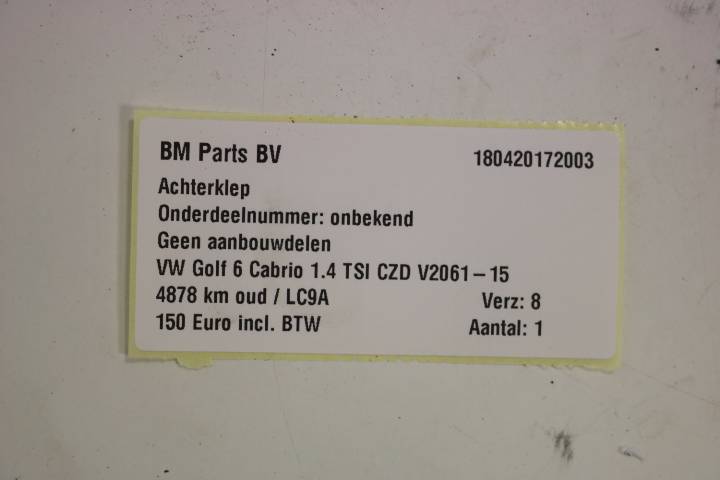 BM Parts BV 180420172003
Achterklep
Onderdeelnummer: onbekend
Geen aanbouwdelen
VW Golf 6 Cabrio 1.4 TSI CZD V2061-15
4878 km oud / LC9A Verz: 8
150 Euro incl. BTW Aantal: 1